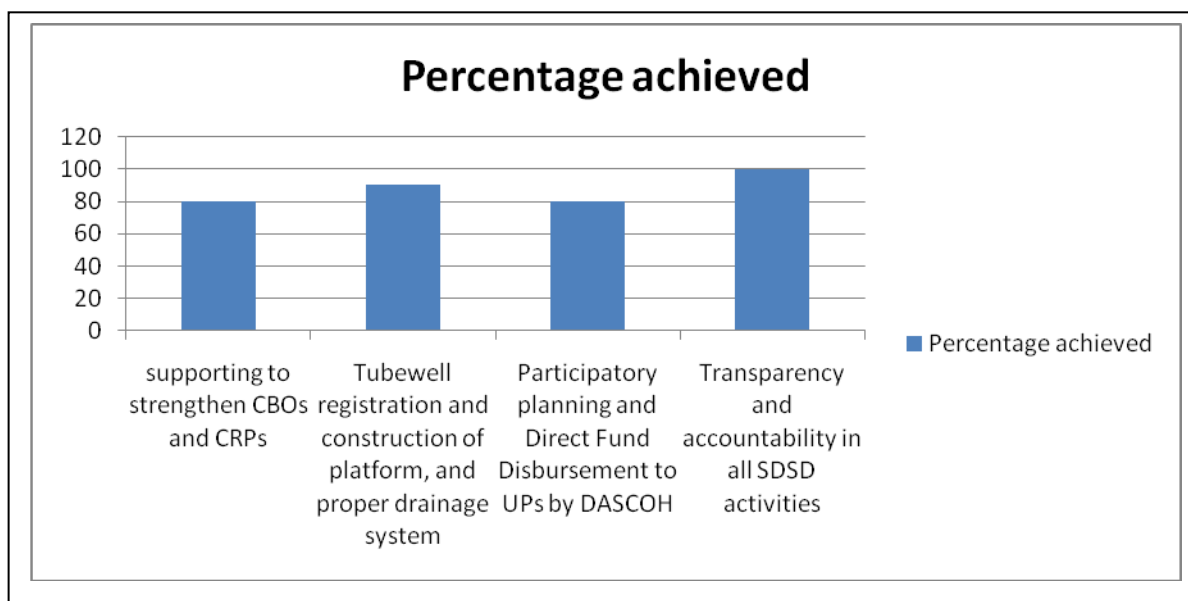 Percentage achieved
120
100
80
60
40
20
0
supporting to
strengthen CBOs
and CRPs
Tubewell
registration and
construction of
platform, and
proper drainage
system
Participatory
planning and
Direct Fund
Disbursement to
UPs by DASCOH
Transparency
and
accountability in
all SDSD
activities
Percentage achieved